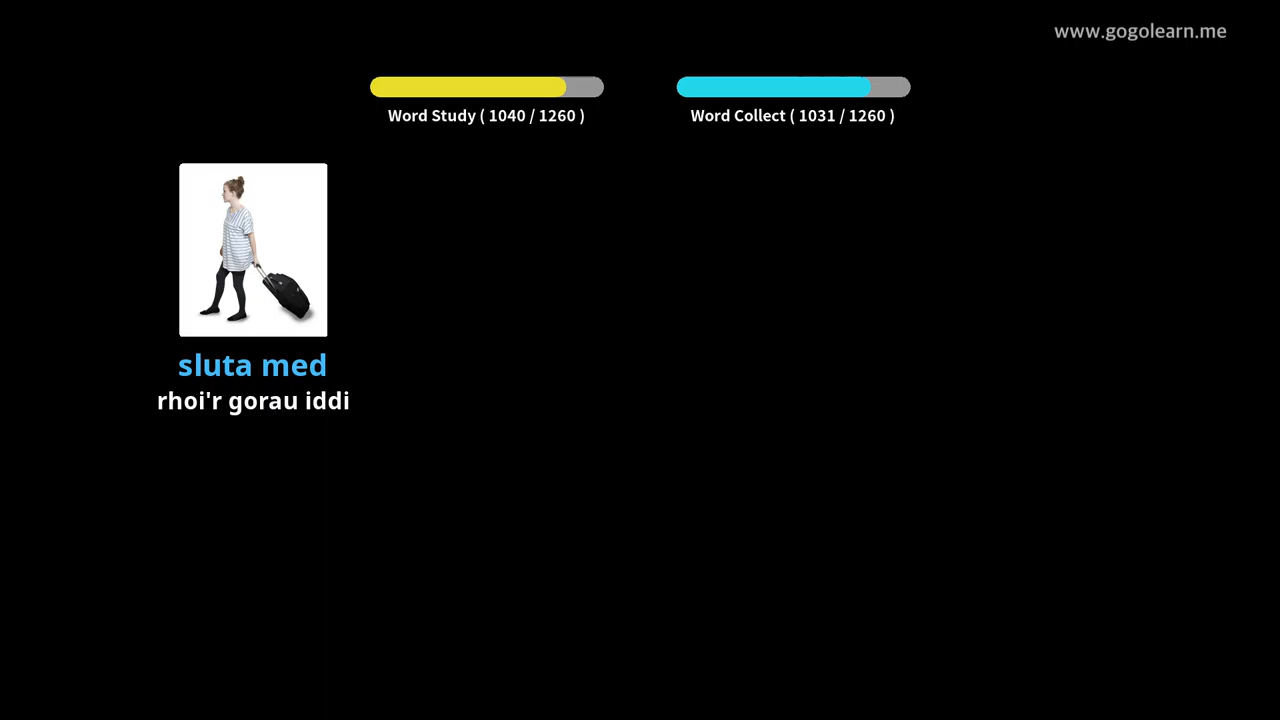 www.gogolearn.me
Word Study ( 1040 / 1260 )
Word Collect ( 1031 / 1260 )
sluta med
rhoi'r gorau iddi